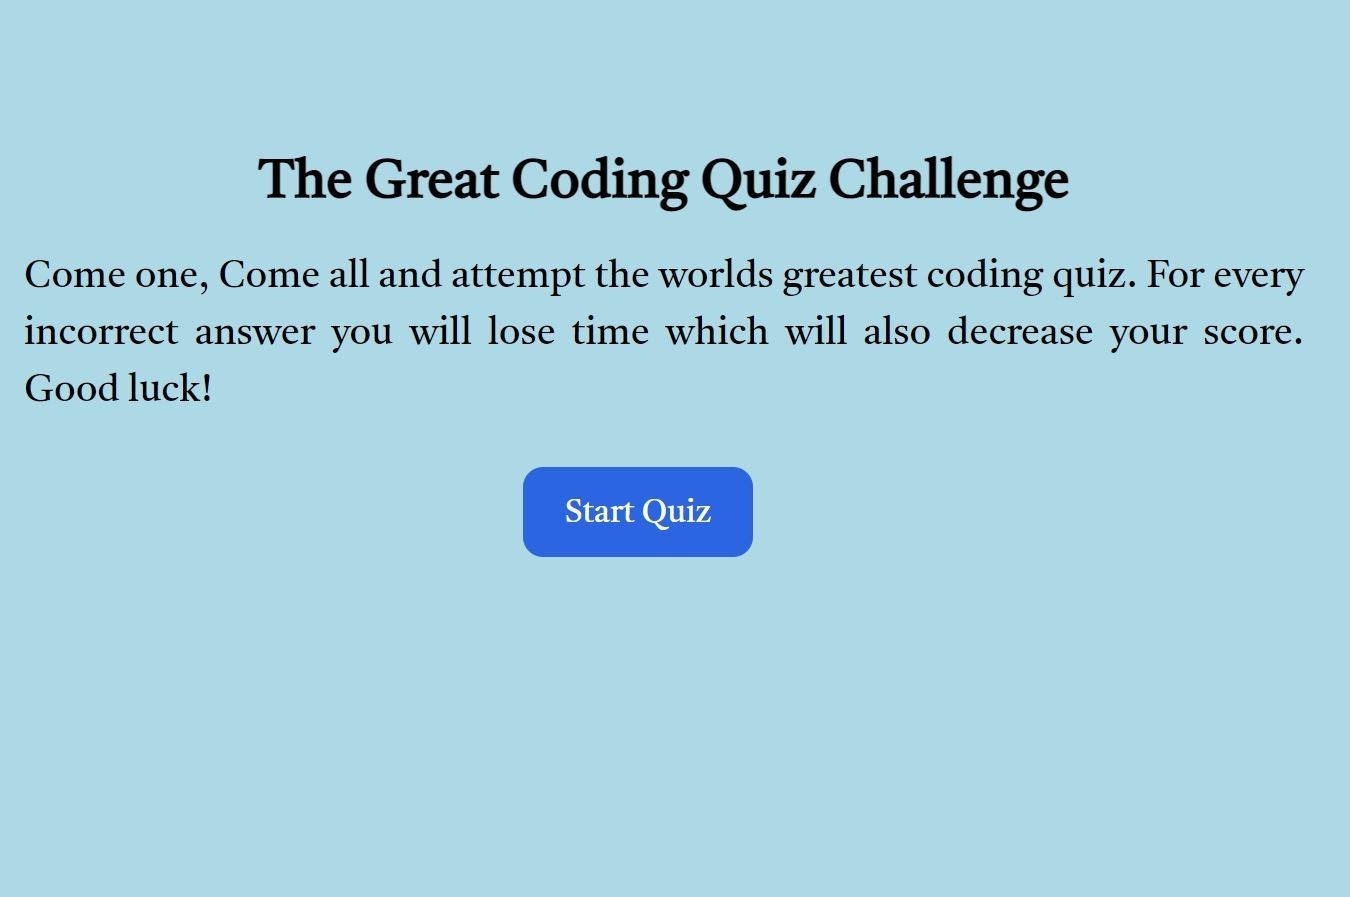 The Great Coding Quiz Challenge
Come one, Come all and attempt the worlds greatest coding quiz. For every
incorrect answer you will lose time which will also decrease your score.
Good luck!
Start Quiz